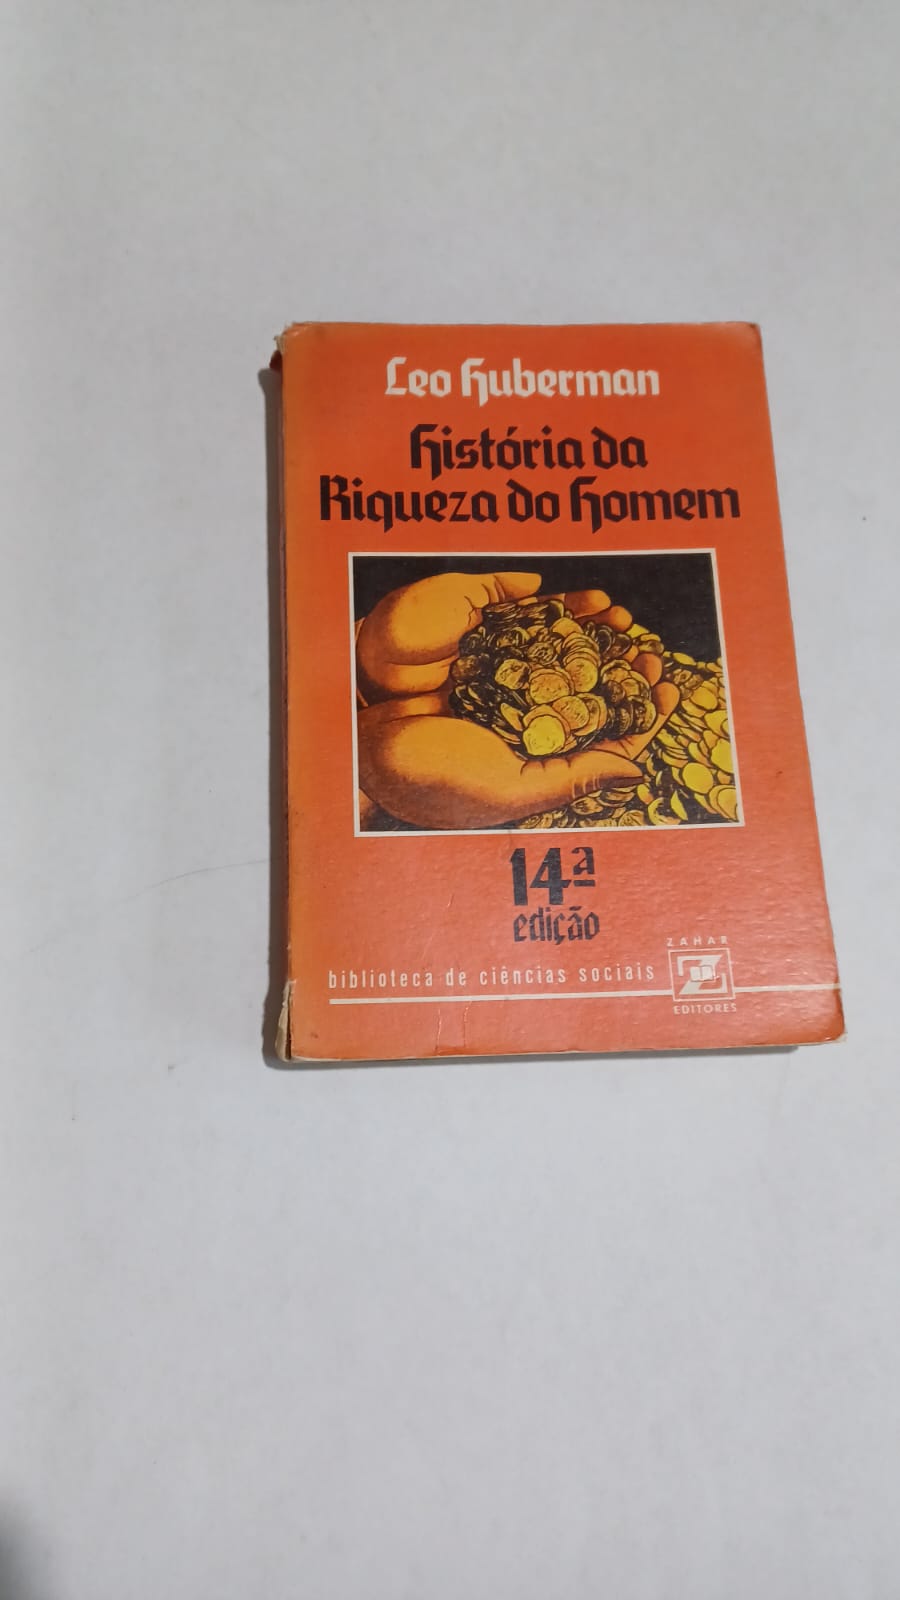 Leo Huberman
História da
Riqueza do Homem
14ª
edição
biblioteca de ciências sociais
ZAHAR
EDITORES